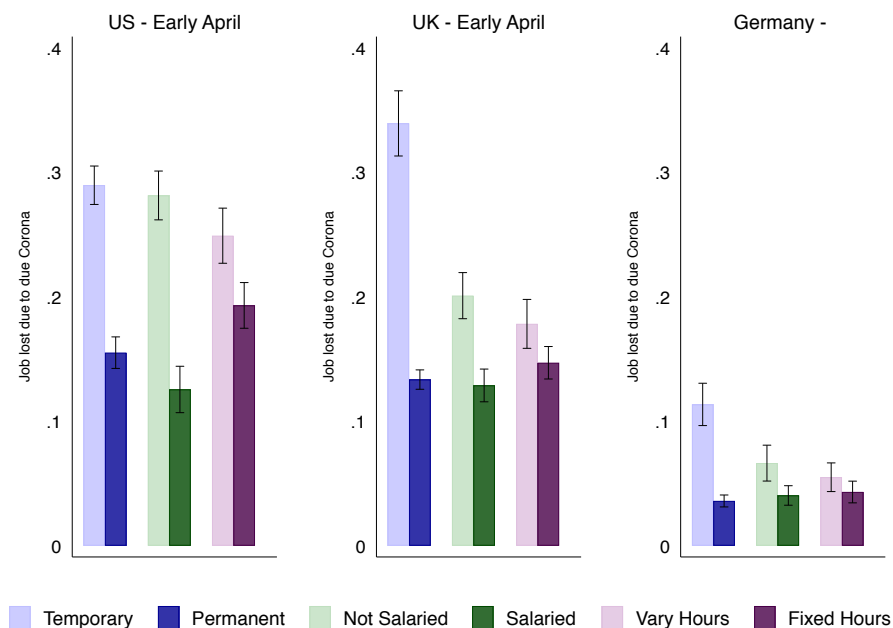 US - Early April
.4
.3
.2
.1
0
Job lost due to due Corona
UK - Early April
.4
.3
.2
.1
0
Job lost due to due Corona
Germany -
.4
.3
.2
.1
0
Job lost due to due Corona
Temporary
Permanent
Not Salaried
Salaried
Vary Hours
Fixed Hours